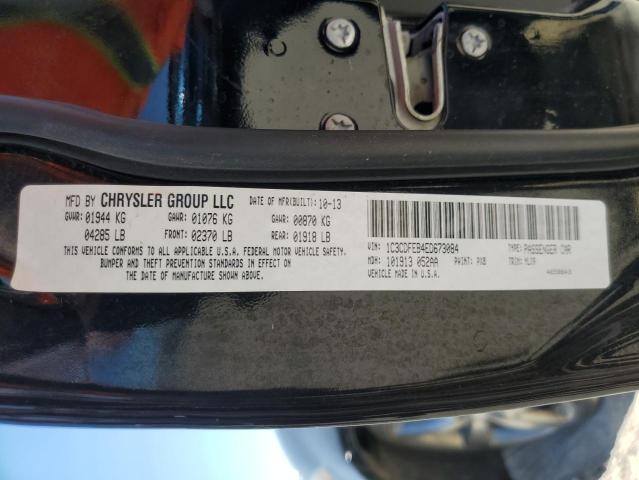 MFD BY CHRYSLER GROUP LLC DATE OF MFR(BUILT): 10-13
GVWR: 01944 KG GAWR: 01076 KG GAWR: 00870 KG
04285 LB FRONT: 02370 LB REAR: 01918 LB
THIS VEHICLE CONFORMS TO ALL APPLICABLE U.S.A. FEDERAL MOTOR VEHICLE SAFETY,
BUMPER AND THEFT PREVENTION STANDARDS IN EFFECT ON
THE DATE OF MANUFACTURE SHOWN ABOVE.
VIN: 1C3CDFEB4ED673084 TYPE: PASSENGER CAR
MDH: 101913 052AA PAINT: PXB TRIM:
VEHICLE MADE IN U.S.A.